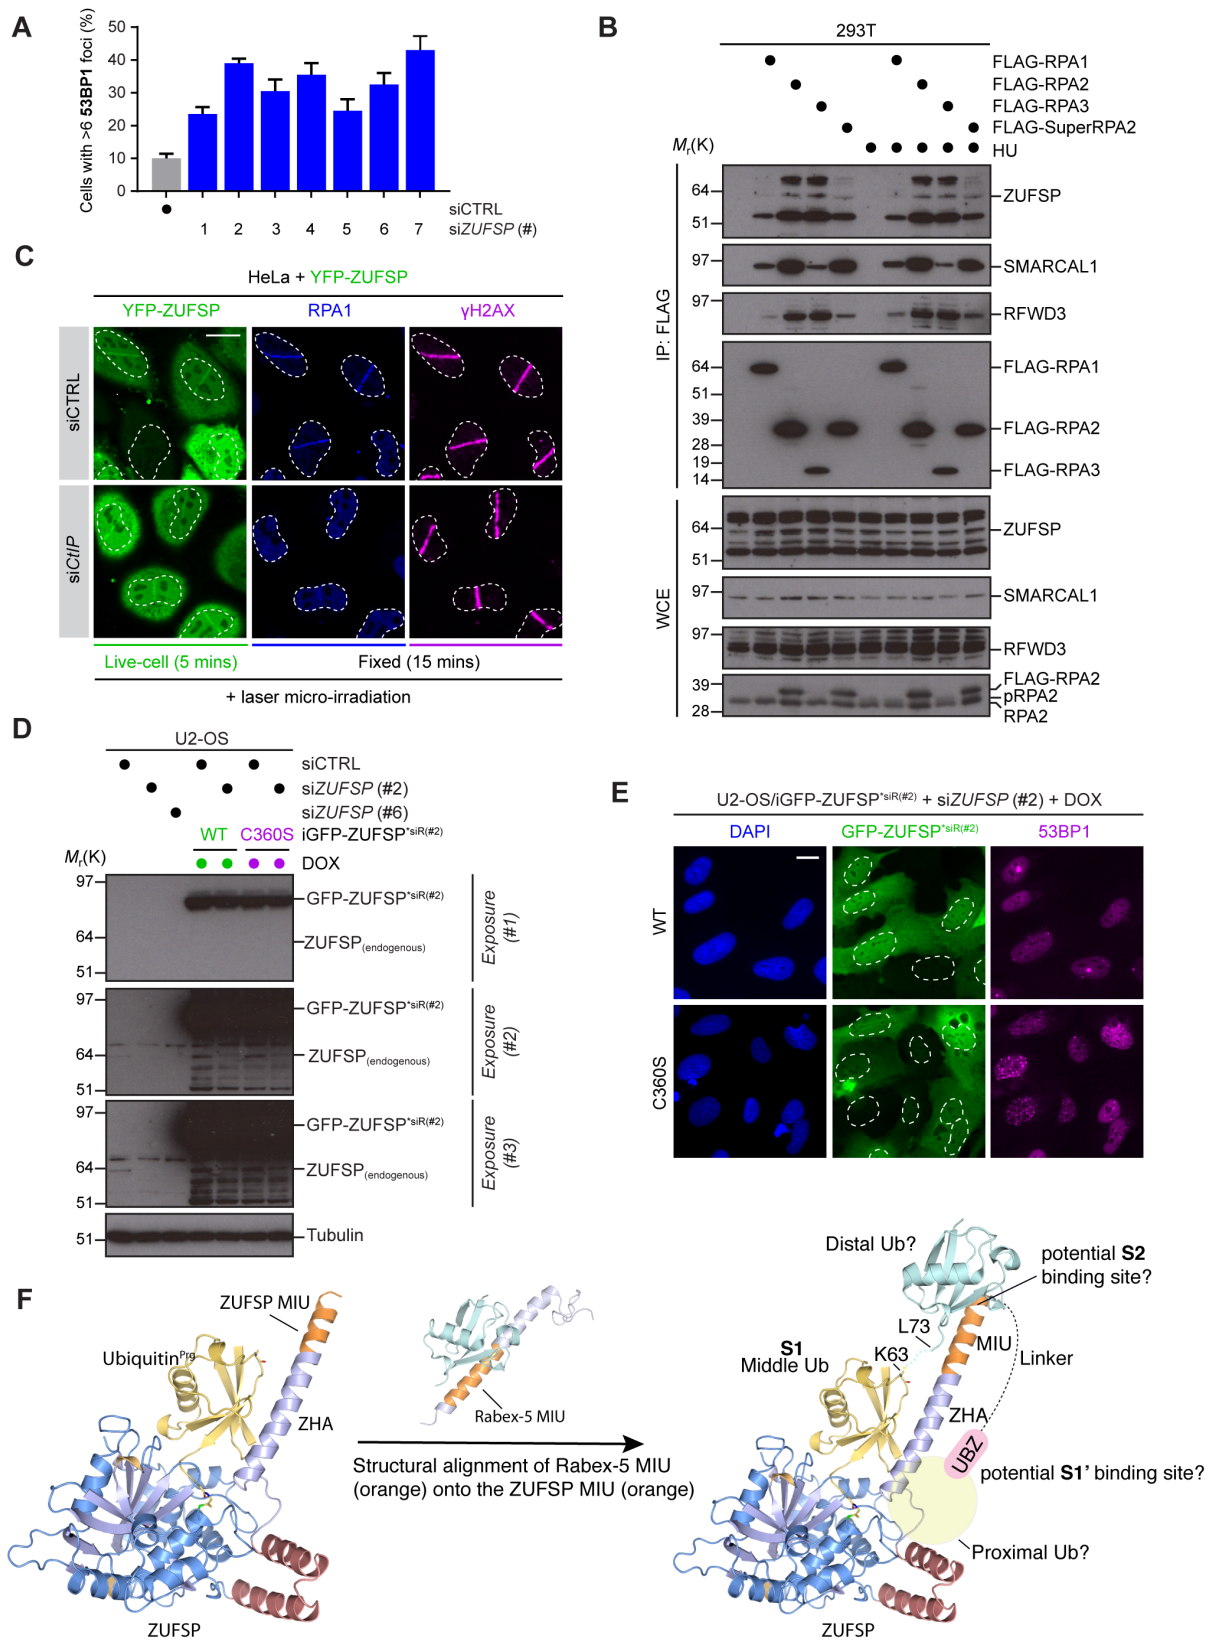 A
Cells with >6 53BP1 foci (%)
50
40
30
20
10
0
siCTRL
1 2 3 4 5 6 7 siZUFSP (#)
B
293T
FLAG-RPA1
FLAG-RPA2
FLAG-RPA3
FLAG-SuperRPA2
HU
Mr(K)
IP: FLAG
64
51
ZUFSP
97
SMARCAL1
97
RFWD3
64
51
39
28
19
14
FLAG-RPA1
FLAG-RPA2
FLAG-RPA3
WCE
64
51
ZUFSP
97
SMARCAL1
97
RFWD3
39
28
FLAG-RPA2
pRPA2
RPA2
C
HeLa + YFP-ZUFSP
YFP-ZUFSP RPA1 γH2AX
siCTRL
siCtIP
Live-cell (5 mins) Fixed (15 mins)
+ laser micro-irradiation
D
U2-OS
siCTRL
siZUFSP (#2)
siZUFSP (#6)
WT C360S iGFP-ZUFSP*siR(#2)
Mr(K) DOX
97
64
51
GFP-ZUFSP*siR(#2)
ZUFSP(endogenous)
Exposure (#1)
97
64
51
GFP-ZUFSP*siR(#2)
ZUFSP(endogenous)
Exposure (#2)
97
64
51
GFP-ZUFSP*siR(#2)
ZUFSP(endogenous)
Exposure (#3)
51 Tubulin
E
U2-OS/iGFP-ZUFSP*siR(#2) + siZUFSP (#2) + DOX
DAPI GFP-ZUFSP*siR(#2) 53BP1
WT
C360S
F
ZUFSP MIU
UbiquitinPrg
ZHA
ZUFSP
Rabex-5 MIU
Structural alignment of Rabex-5 MIU
(orange) onto the ZUFSP MIU (orange)
Distal Ub?
potential S2
binding site?
L73
S1
Middle Ub
K63
MIU
Linker
ZHA
UBZ
potential S1’ binding site?
Proximal Ub?
ZUFSP